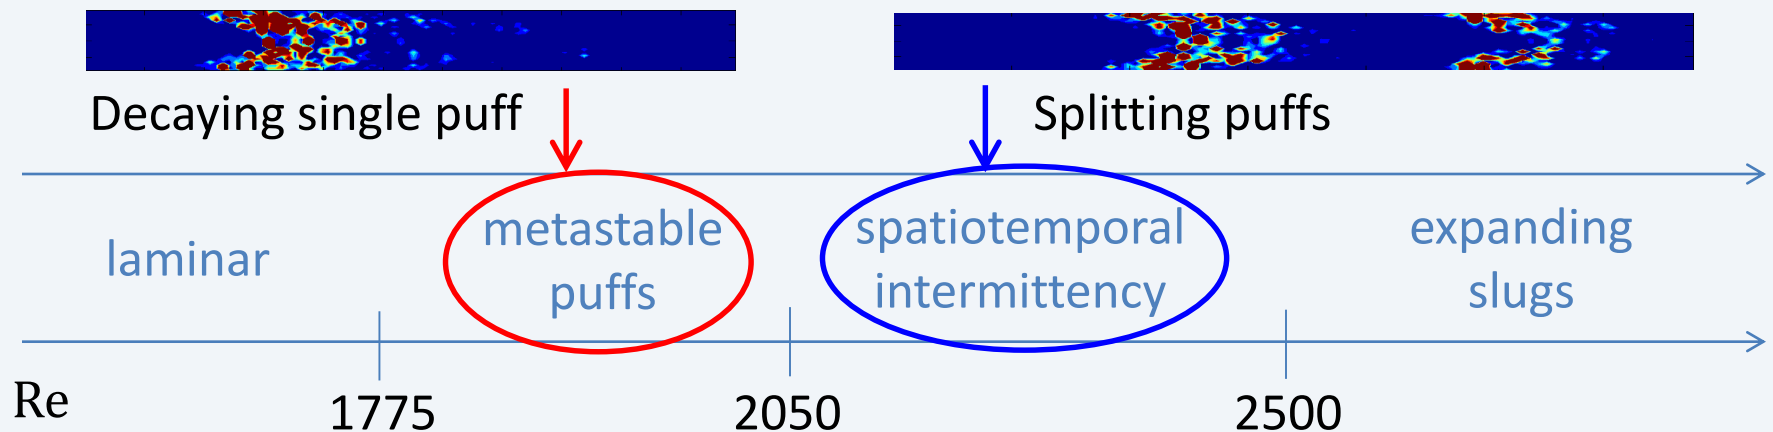 Decaying single puff
Splitting puffs
laminar
metastable
puffs
spatiotemporal
intermittency
expanding
slugs
Re
1775
2050
2500